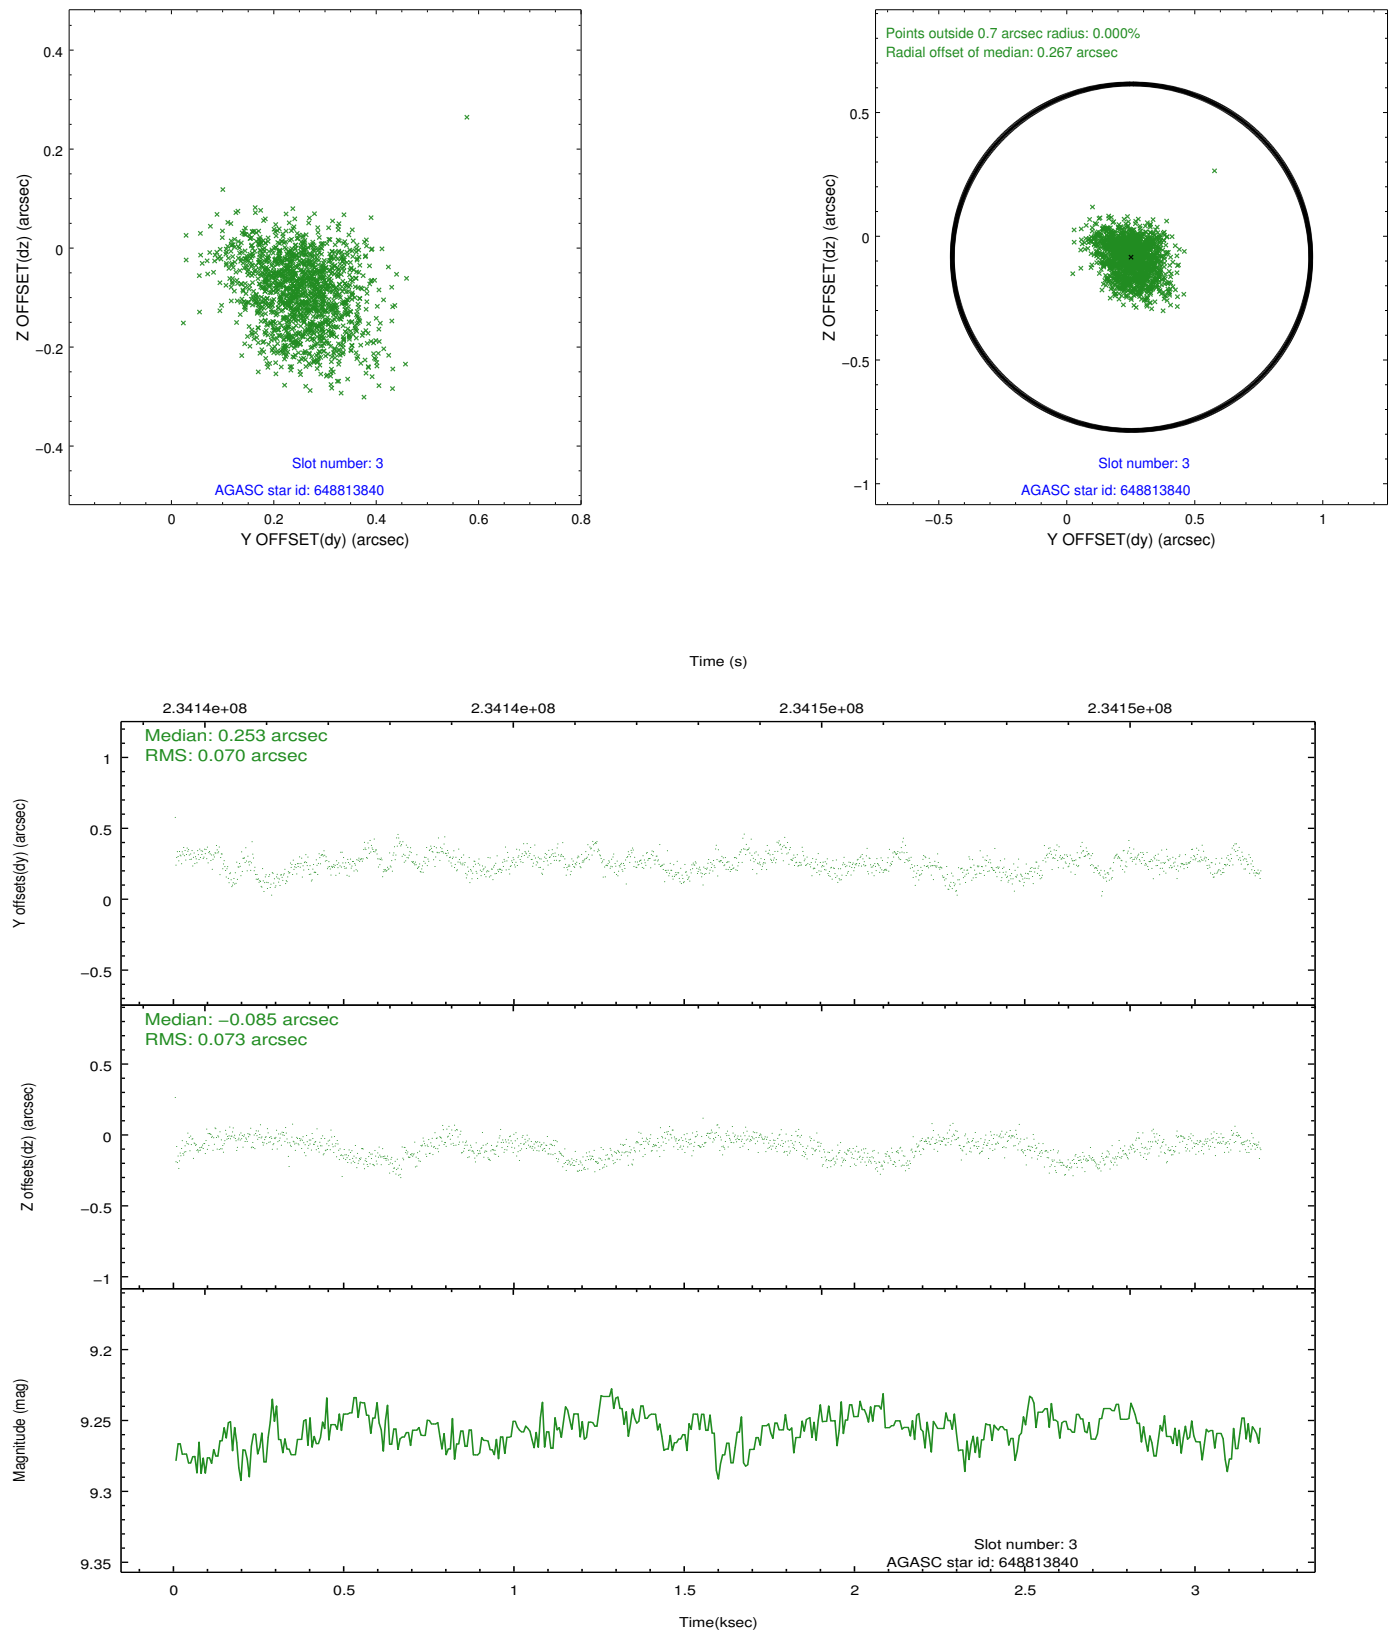 0.4
0.2
0
−0.2
−0.4
Z OFFSET(dz) (arcsec)
Slot number: 3
AGASC star id: 648813840
0 0.2 0.4 0.6 0.8
Y OFFSET(dy) (arcsec)
Points outside 0.7 arcsec radius: 0.000%
Radial offset of median: 0.267 arcsec
0.5
0
−0.5
−1
Z OFFSET(dz) (arcsec)
Slot number: 3
AGASC star id: 648813840
−0.5 0 0.5 1
Y OFFSET(dy) (arcsec)
Time (s)
2.3414e+08 2.3414e+08 2.3415e+08 2.3415e+08
Median: 0.253 arcsec
RMS: 0.070 arcsec
1
0.5
0
−0.5
Y offsets(dy) (arcsec)
Median: −0.085 arcsec
RMS: 0.073 arcsec
0.5
0
−0.5
−1
Z offsets(dz) (arcsec)
9.2
9.25
9.3
9.35
Magnitude (mag)
Slot number: 3
AGASC star id: 648813840
0 0.5 1 1.5 2 2.5 3
Time(ksec)